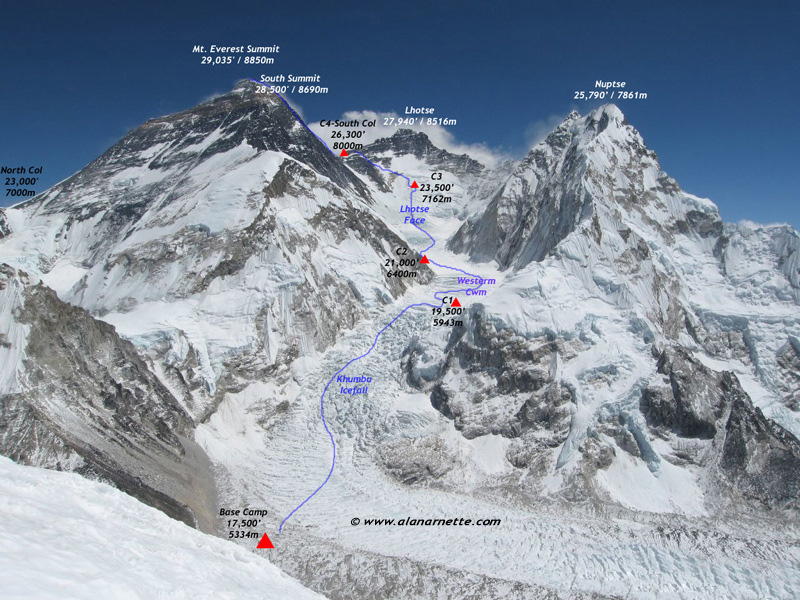 Mt. Everest Summit
29,035' / 8850m
South Summit
28,500' / 8690m
Nuptse
25,790' / 7861m
Lhotse
27,940' / 8516m
C4-South Col
26,300'
8000m
North Col
23,000'
7000m
C3
23,500'
7162m
Lhotse
Face
C2
21,000'
6400m
Western
Cwm
C1
19,500'
5943m
Khumbu
Icefall
Base Camp
17,500'
5334m
© www.alanarnette.com